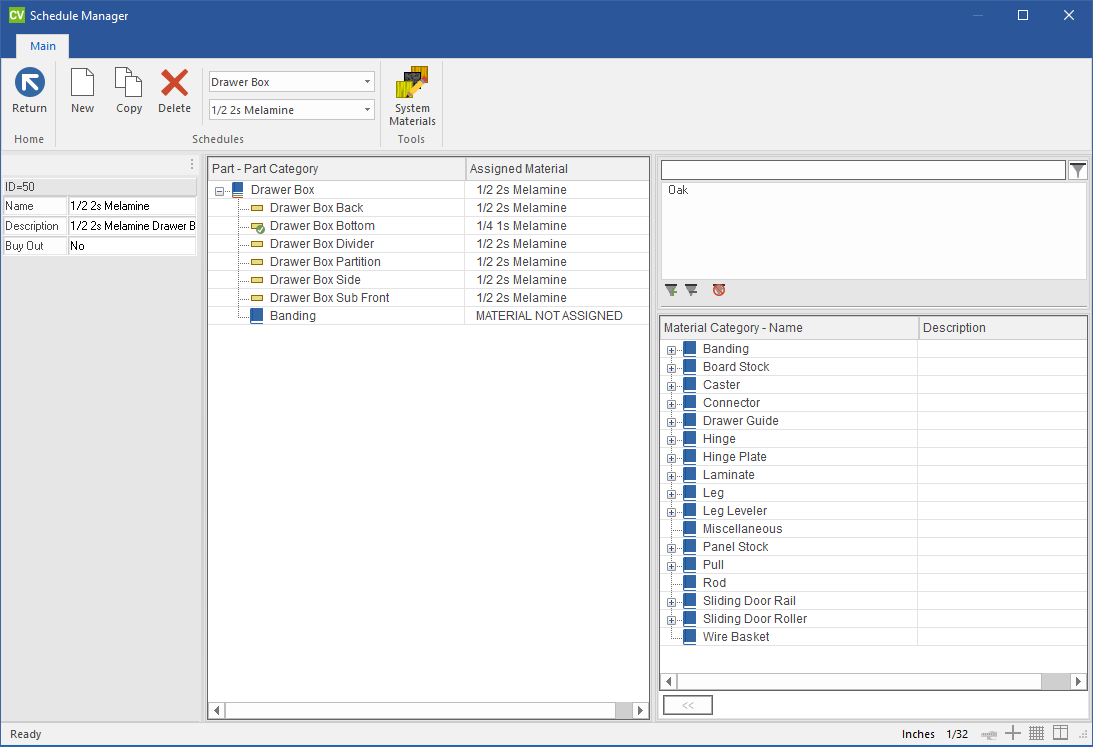 CV Schedule Manager
Main
Return
New
Copy
Delete
Drawer Box
1/2 2s Melamine
System
Materials
Home
Schedules
Tools
ID=50
Name 1/2 2s Melamine
Description 1/2 2s Melamine Drawer B
Buy Out No
Part - Part Category Assigned Material
Drawer Box 1/2 2s Melamine
Drawer Box Back 1/2 2s Melamine
Drawer Box Bottom 1/4 1s Melamine
Drawer Box Divider 1/2 2s Melamine
Drawer Box Partition 1/2 2s Melamine
Drawer Box Side 1/2 2s Melamine
Drawer Box Sub Front 1/2 2s Melamine
Banding MATERIAL NOT ASSIGNED
Oak
Material Category - Name Description
Banding
Board Stock
Caster
Connector
Drawer Guide
Hinge
Hinge Plate
Laminate
Leg
Leg Leveler
Miscellaneous
Panel Stock
Pull
Rod
Sliding Door Rail
Sliding Door Roller
Wire Basket
<<
Ready
Inches 1/32